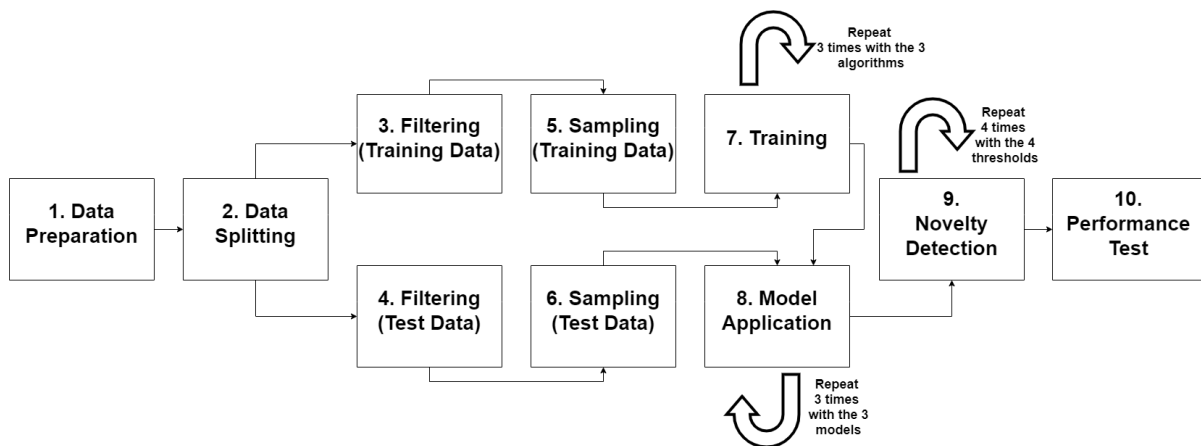 1. Data
Preparation
2. Data
Splitting
3. Filtering
(Training Data)
4. Filtering
(Test Data)
5. Sampling
(Training Data)
6. Sampling
(Test Data)
Repeat
3 times with the 3
algorithms
7. Training
8. Model
Application
Repeat
3 times
with the 3
models
Repeat
4 times
with the 4
thresholds
9.
Novelty
Detection
10.
Performance
Test